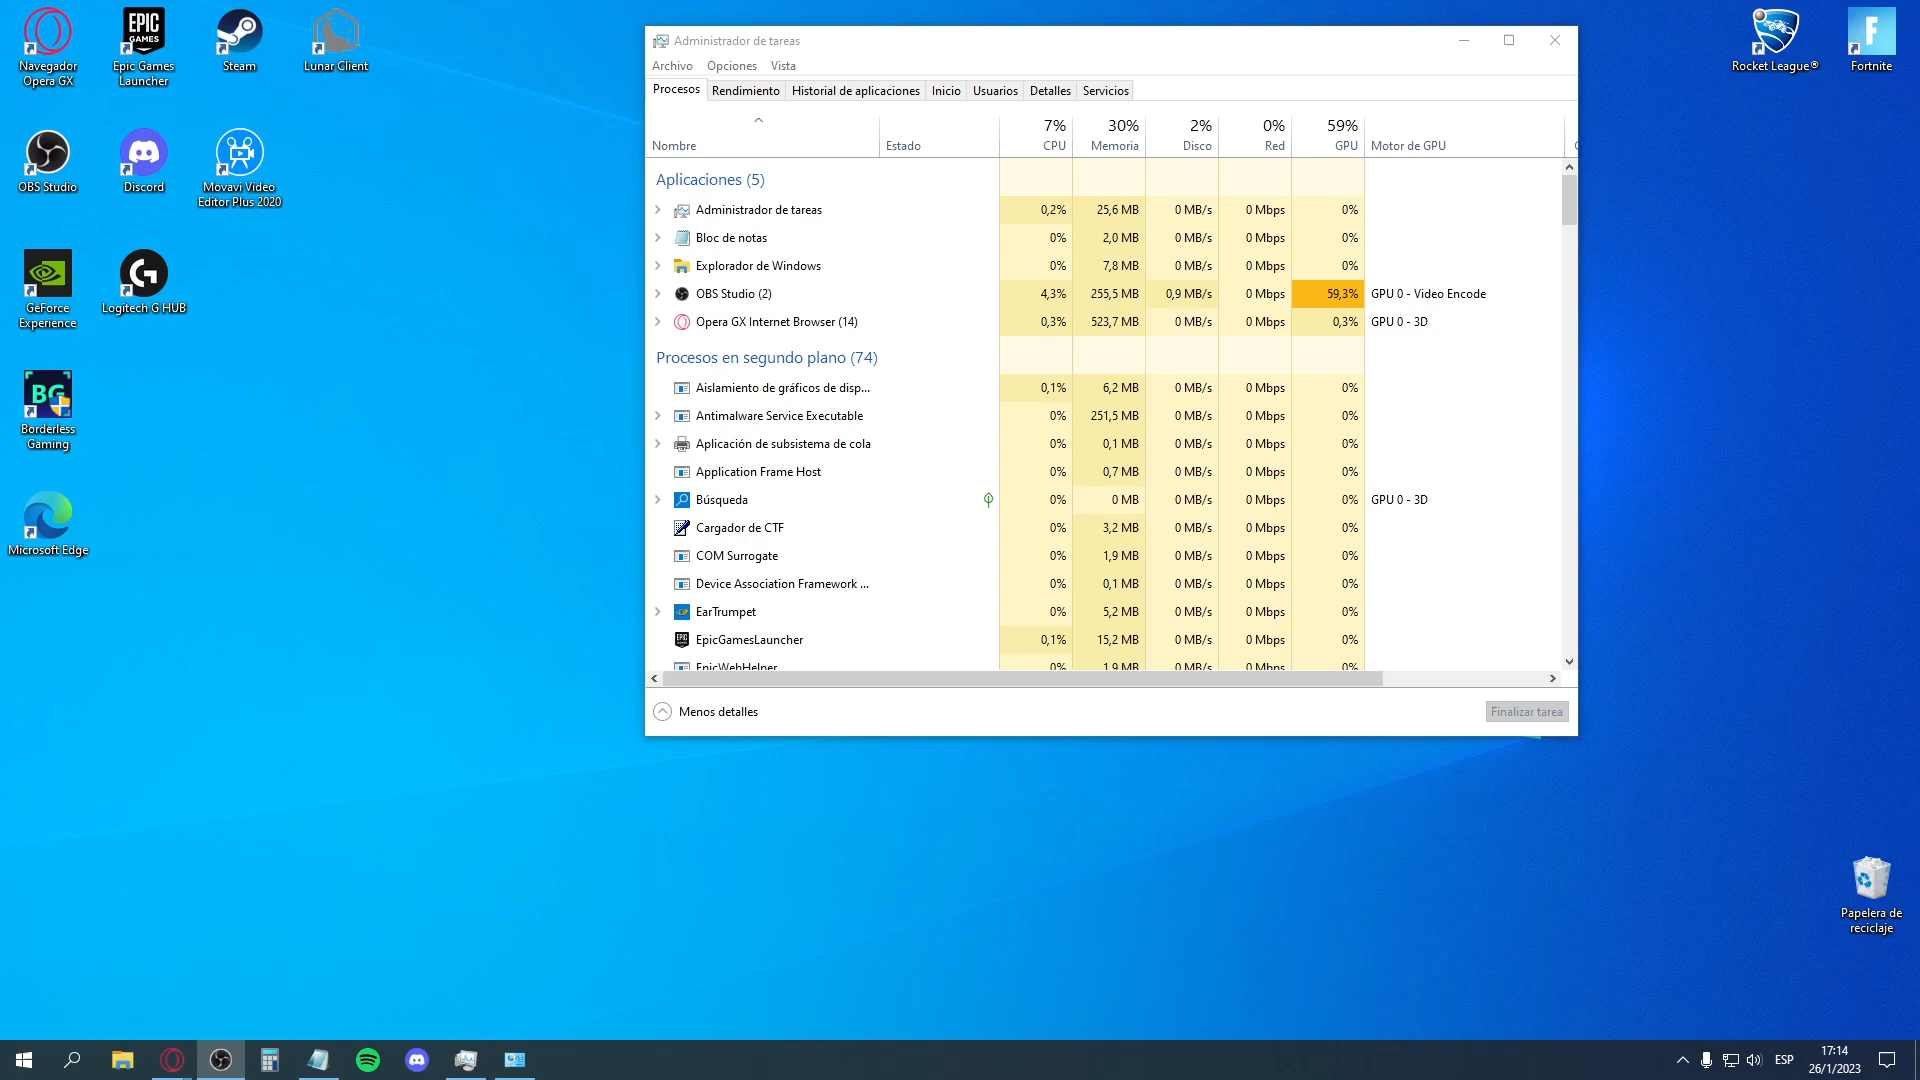 Navegador
Opera GX
Epic Games
Launcher
Steam
Lunar Client
Rocket League®
Fortnite
OBS Studio
Discord
Movavi Video
Editor Plus 2020
GeForce
Experience
Logitech G HUB
Borderless
Gaming
Microsoft Edge
Papelera de
reciclaje
Administrador de tareas
Archivo Opciones Vista
Procesos Rendimiento Historial de aplicaciones Inicio Usuarios Detalles Servicios
7% 30% 2% 0% 59%
Nombre Estado CPU Memoria Disco Red GPU Motor de GPU
Aplicaciones (5)
Administrador de tareas 0,2% 25,6 MB 0 MB/s 0 Mbps 0%
Bloc de notas 0% 2,0 MB 0 MB/s 0 Mbps 0%
Explorador de Windows 0% 7,8 MB 0 MB/s 0 Mbps 0%
OBS Studio (2) 4,3% 255,5 MB 0,9 MB/s 0 Mbps 59,3% GPU 0 - Video Encode
Opera GX Internet Browser (14) 0,3% 523,7 MB 0 MB/s 0 Mbps 0,3% GPU 0 - 3D
Procesos en segundo plano (74)
Aislamiento de gráficos de disp... 0,1% 6,2 MB 0 MB/s 0 Mbps 0%
Antimalware Service Executable 0% 251,5 MB 0 MB/s 0 Mbps 0%
Aplicación de subsistema de cola 0% 0,1 MB 0 MB/s 0 Mbps 0%
Application Frame Host 0% 0,7 MB 0 MB/s 0 Mbps 0%
Búsqueda 0% 0 MB 0 MB/s 0 Mbps 0% GPU 0 - 3D
Cargador de CTF 0% 3,2 MB 0 MB/s 0 Mbps 0%
COM Surrogate 0% 1,9 MB 0 MB/s 0 Mbps 0%
Device Association Framework ... 0% 0,1 MB 0 MB/s 0 Mbps 0%
EarTrumpet 0% 5,2 MB 0 MB/s 0 Mbps 0%
EpicGamesLauncher 0,1% 15,2 MB 0 MB/s 0 Mbps 0%
EpicWebHelper 0% 1,9 MB 0 MB/s 0 Mbps 0%
Menos detalles Finalizar tarea
ESP
17:14
26/1/2023